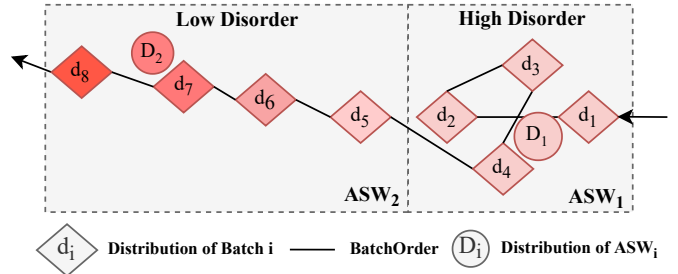 Low Disorder
High Disorder
D₂
d₃
d₈
d₇
d₆
d₅
d₂
d₁
D₁
d₄
ASW₂
ASW₁
dᵢ
Distribution of Batch i
BatchOrder
Dᵢ
Distribution of ASWᵢ